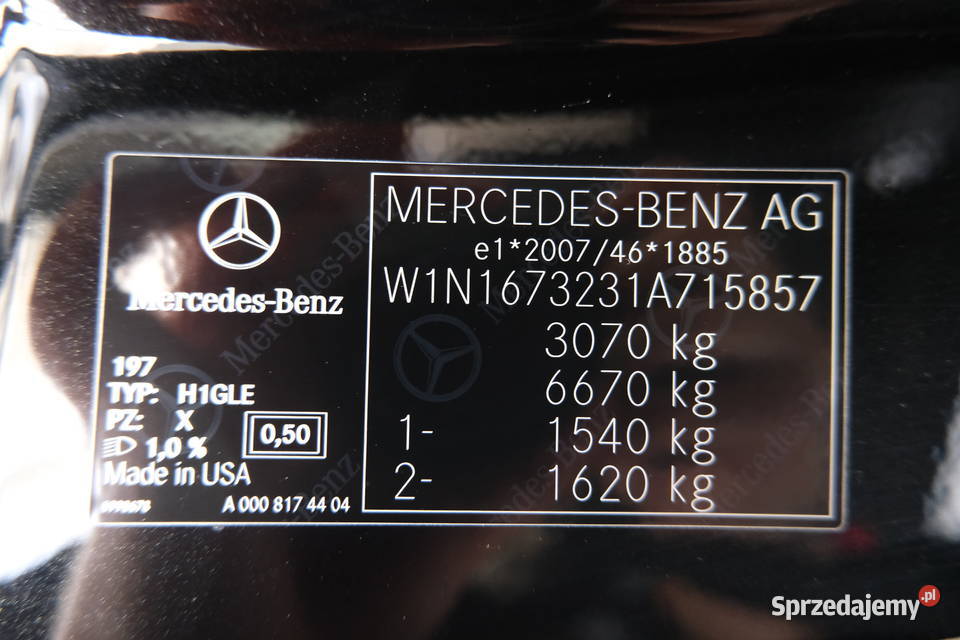 Mercedes-Benz
197
TYP: H1GLE
PZ: X
1,0 %
0,50
Made in USA
A 000 817 44 04
MERCEDES-BENZ AG
e1*2007/46*1885
W1N1673231A715857
3070 kg
6670 kg
1- 1540 kg
2- 1620 kg
Sprzedajemy.pl